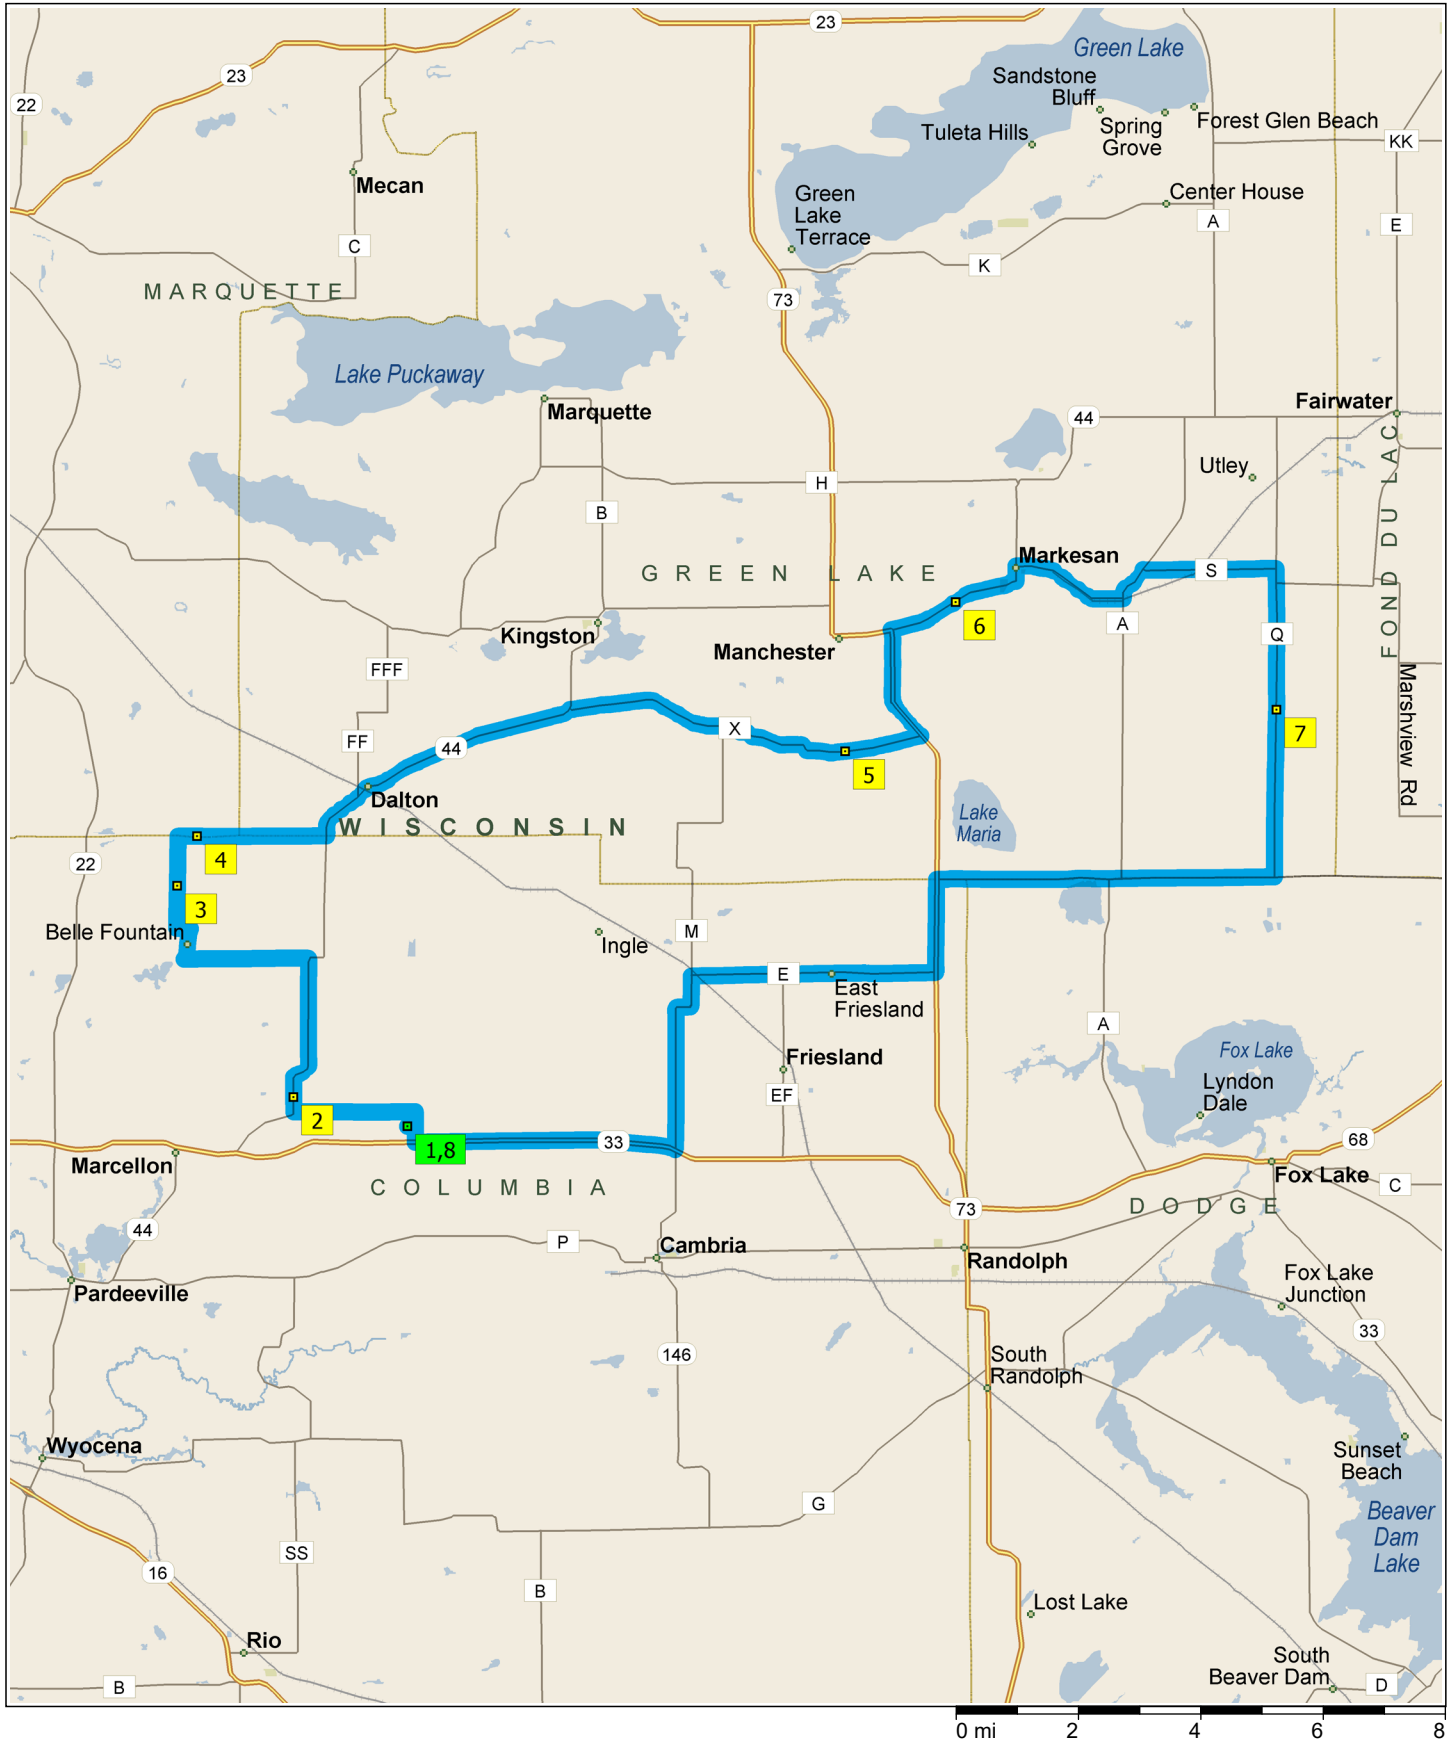 23
Green Lake
23
Sandstone
Bluff
22
Tuleta Hills
Spring
Grove
Forest Glen Beach
KK
Mecan
Center House
Green
Lake
Terrace
A
E
C
K
MARQUETTE
73
Lake Puckaway
Marquette
Fairwater
44
Utley
H
B
FOND DU LAC
Markesan
GREEN LAKE
S
6
A
Q
Kingston
Manchester
FFF
Marshview Rd
X
7
FF
44
5
Dalton
Lake
Maria
WISCONSIN
22
4
3
Belle Fountain
M
Ingle
E
East
Friesland
A
Friesland
Fox Lake
Lyndon
Dale
EF
2
1,8
33
68
Marcellon
Fox Lake
C
COLUMBIA
DODGE
73
44
P
Cambria
Randolph
Pardeeville
Fox Lake
Junction
33
146
South
Randolph
Wyocena
Sunset
Beach
G
Beaver
Dam
Lake
SS
16
B
Lost Lake
Rio
South
Beaver Dam
B
D
0 mi 2 4 6 8